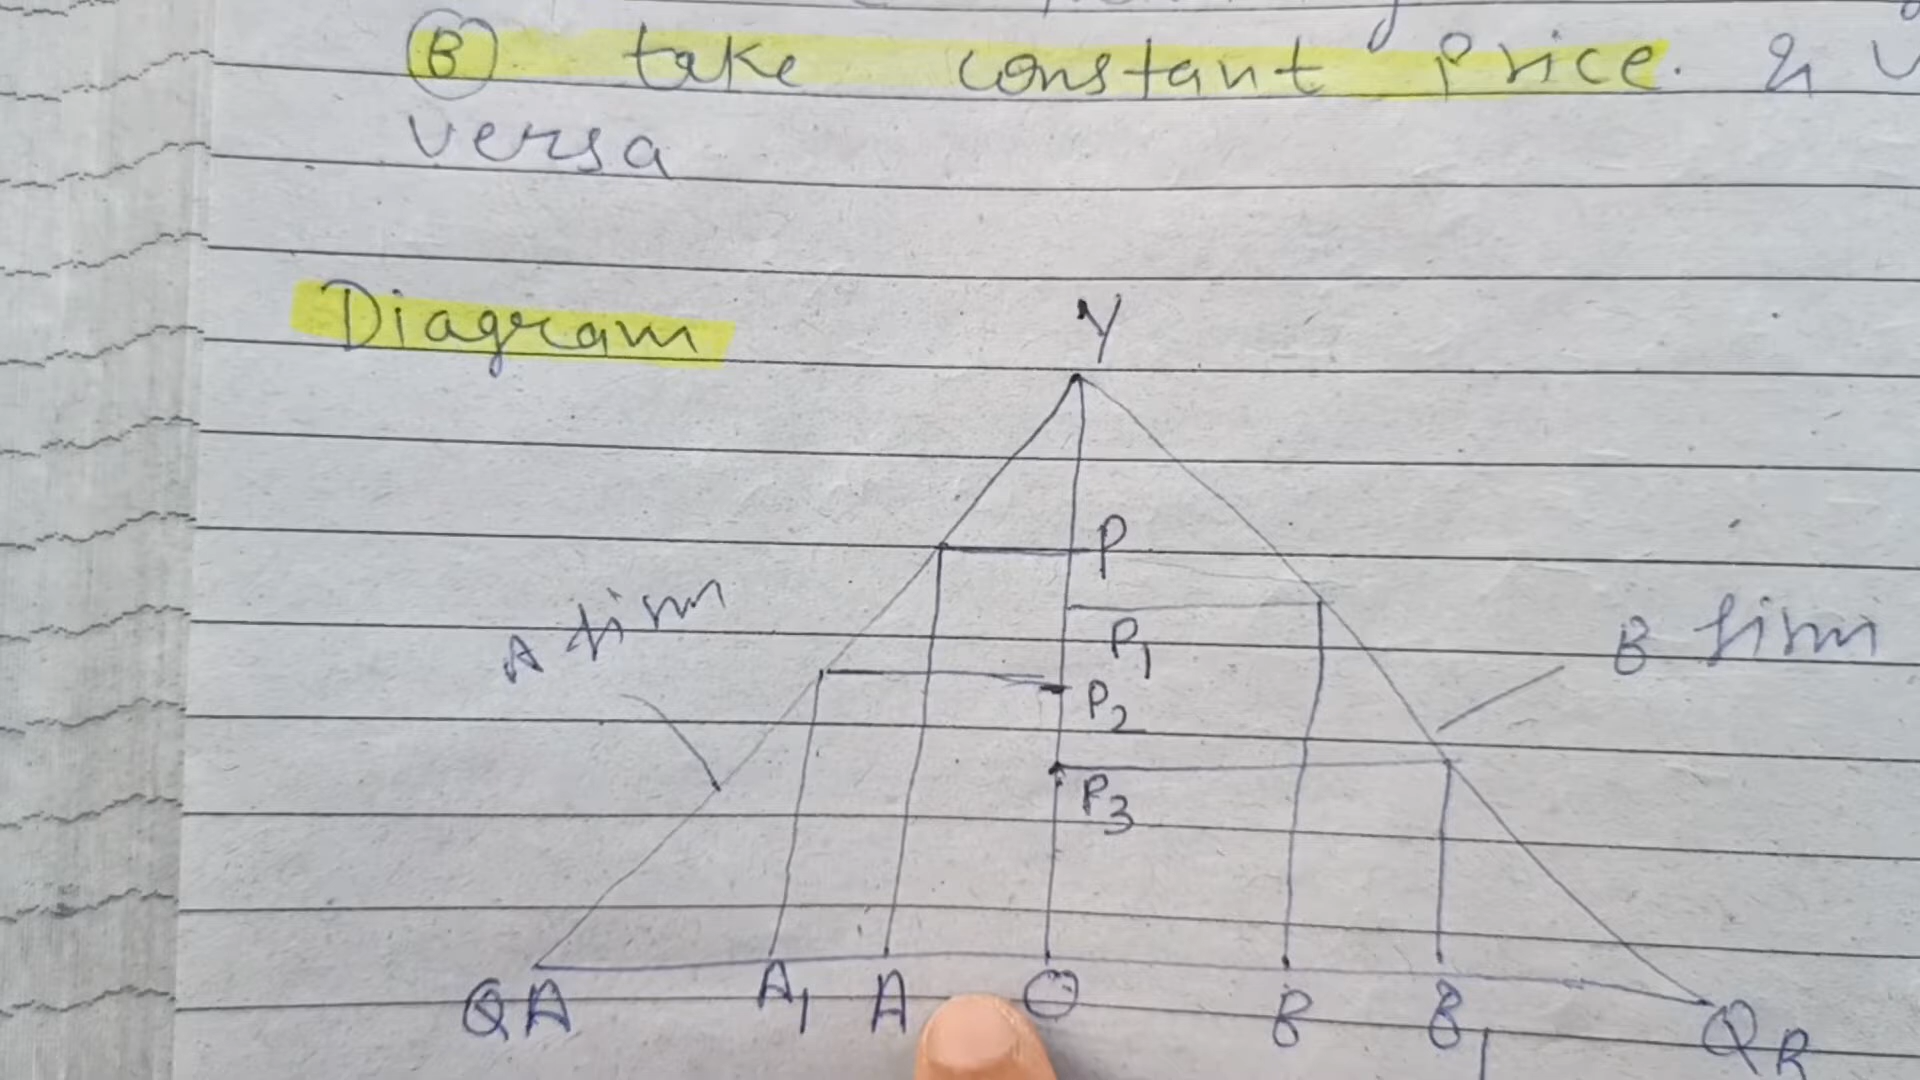 B take constant price. &
versa
Diagram
Y
P
A firm
P1
B firm
P2
P3
QA A1 A O B B1 QB